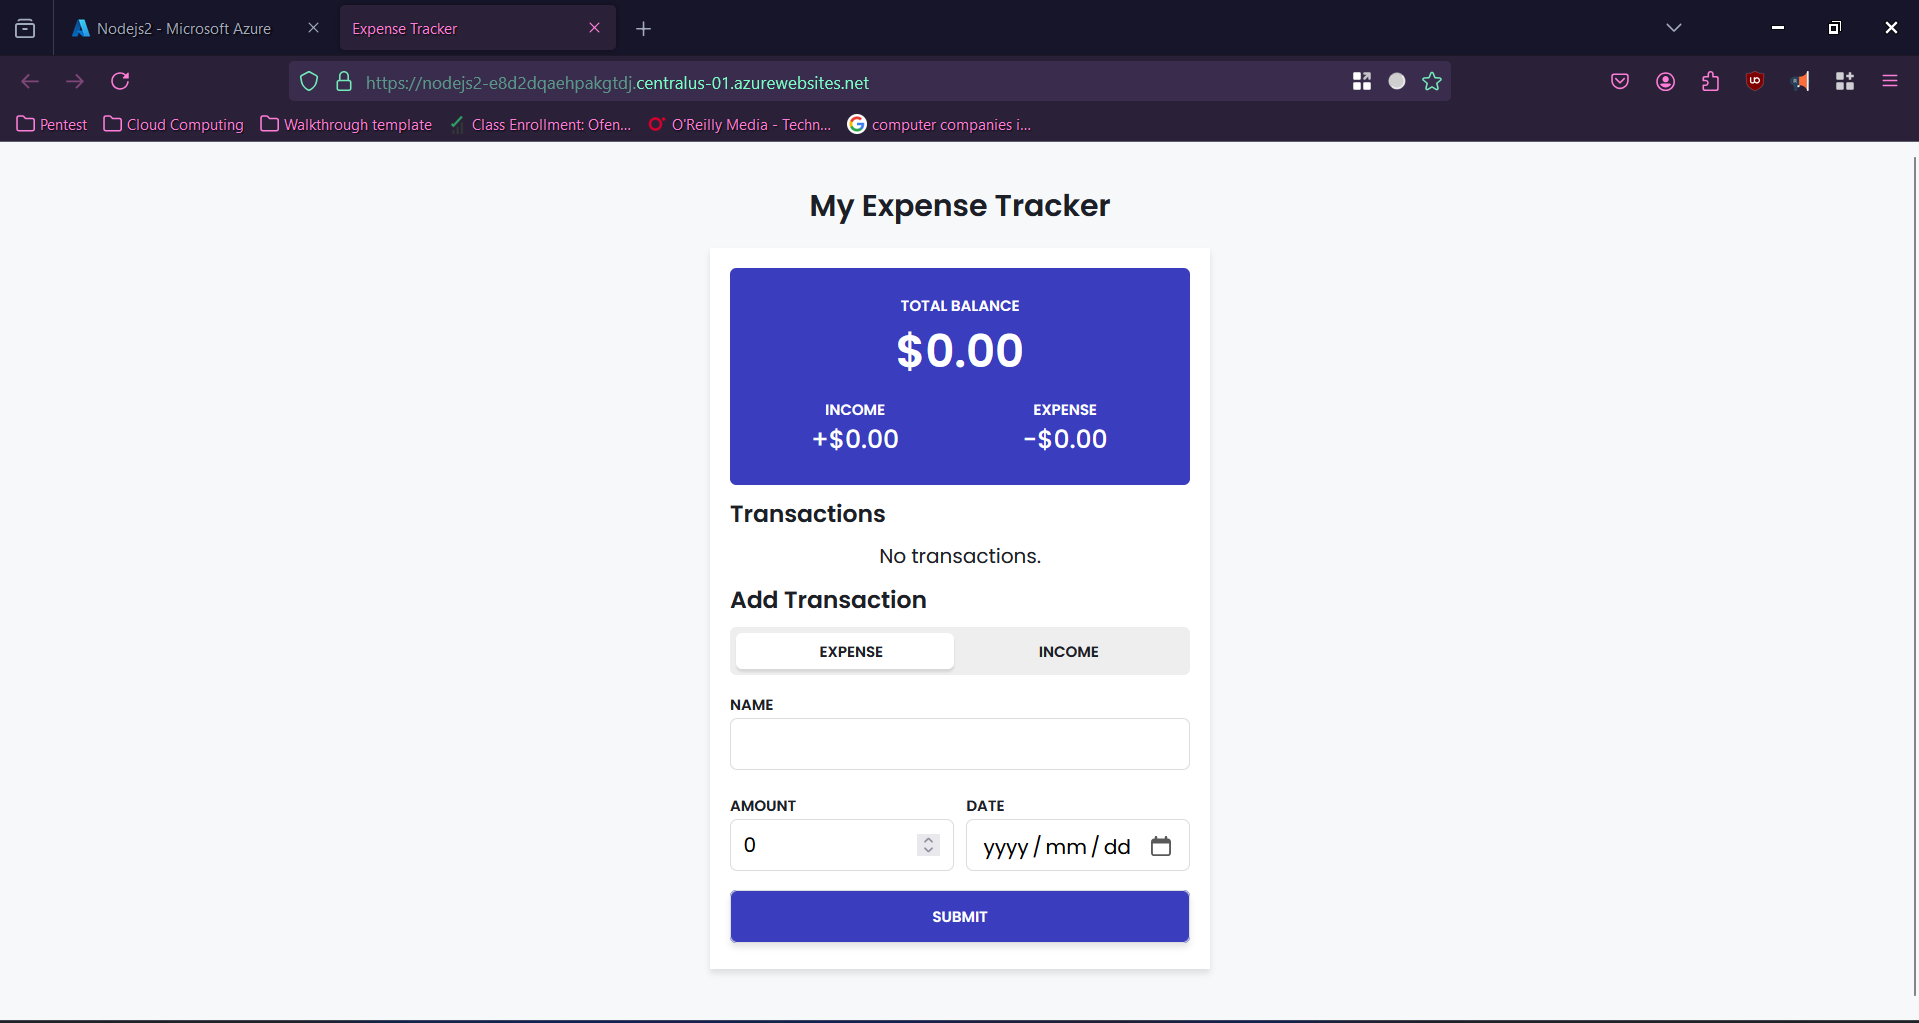 Nodejs2 - Microsoft Azure
Expense Tracker
https://nodejs2-e8d2dqaehpakgtdj.centralus-01.azurewebsites.net
Pentest
Cloud Computing
Walkthrough template
Class Enrollment: Ofen...
O'Reilly Media - Techn...
computer companies i...
My Expense Tracker
TOTAL BALANCE
$0.00
INCOME
EXPENSE
+$0.00
-$0.00
Transactions
No transactions.
Add Transaction
EXPENSE
INCOME
NAME
AMOUNT
DATE
0
yyyy / mm / dd
SUBMIT